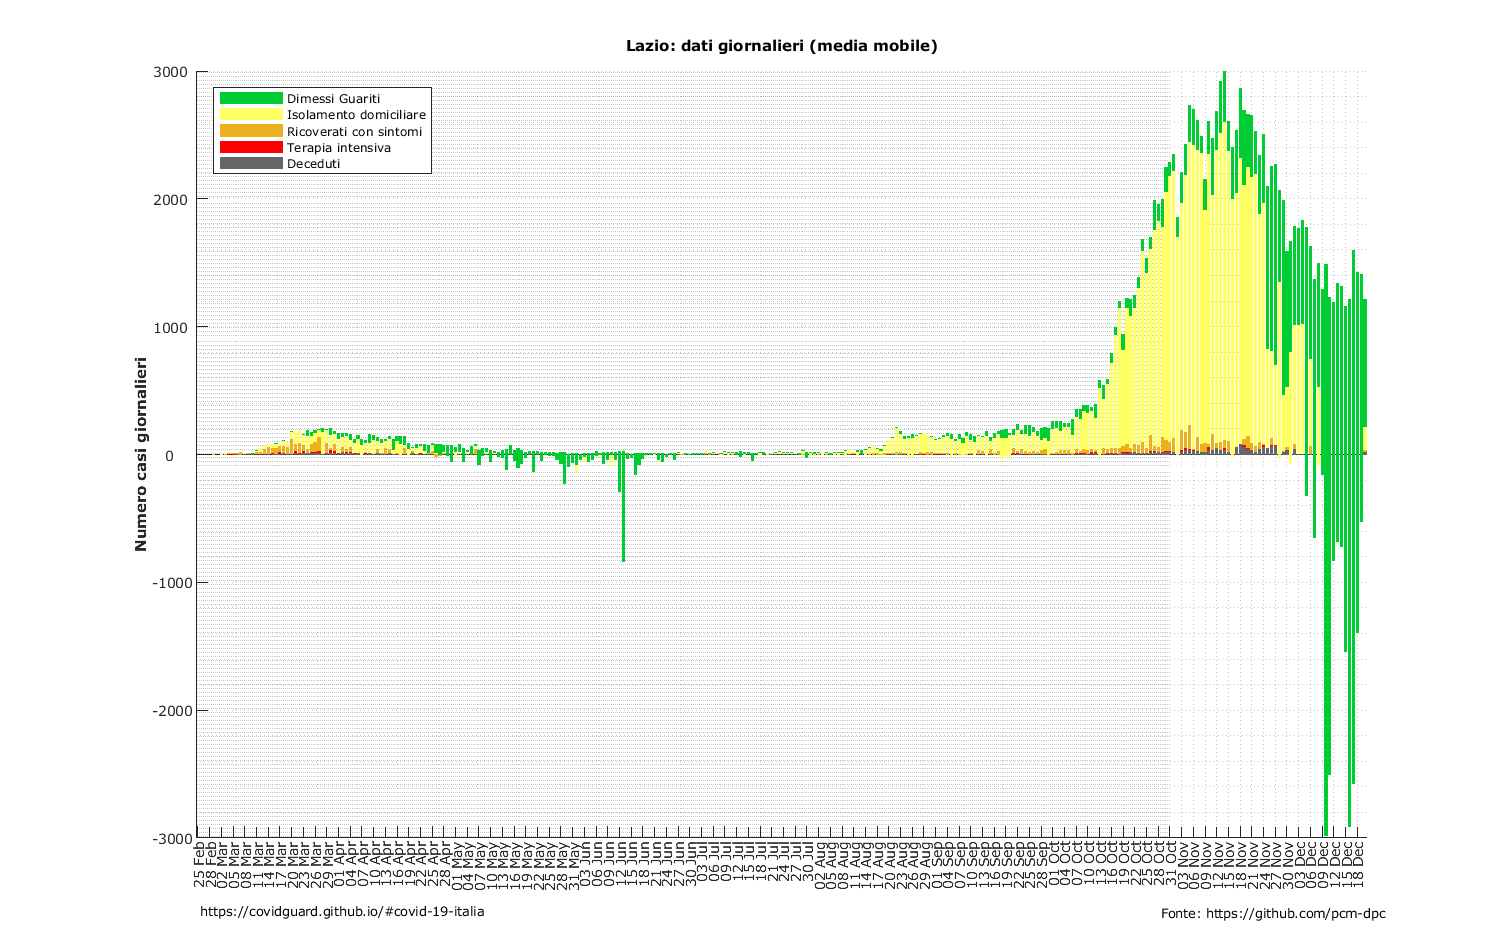 Lazio: dati giornalieri (media mobile)
3000
2000
1000
0
-1000
-2000
-3000
Numero casi giornalieri
Dimessi Guariti
Isolamento domiciliare
Ricoverati con sintomi
Terapia intensiva
Deceduti
25 Feb
28 Feb
02 Mar
05 Mar
08 Mar
11 Mar
14 Mar
17 Mar
20 Mar
23 Mar
26 Mar
29 Mar
01 Apr
04 Apr
07 Apr
10 Apr
13 Apr
16 Apr
19 Apr
22 Apr
25 Apr
28 Apr
01 May
04 May
07 May
10 May
13 May
16 May
19 May
22 May
25 May
28 May
31 May
03 Jun
06 Jun
09 Jun
12 Jun
15 Jun
18 Jun
21 Jun
24 Jun
27 Jun
30 Jun
03 Jul
06 Jul
09 Jul
12 Jul
15 Jul
18 Jul
21 Jul
24 Jul
27 Jul
30 Jul
02 Aug
05 Aug
08 Aug
11 Aug
14 Aug
17 Aug
20 Aug
23 Aug
26 Aug
29 Aug
01 Sep
04 Sep
07 Sep
10 Sep
13 Sep
16 Sep
19 Sep
22 Sep
25 Sep
28 Sep
01 Oct
04 Oct
07 Oct
10 Oct
13 Oct
16 Oct
19 Oct
22 Oct
25 Oct
28 Oct
31 Oct
03 Nov
06 Nov
09 Nov
12 Nov
15 Nov
18 Nov
21 Nov
24 Nov
27 Nov
30 Nov
03 Dec
06 Dec
09 Dec
12 Dec
15 Dec
18 Dec
https://covidguard.github.io/#covid-19-italia
Fonte: https://github.com/pcm-dpc